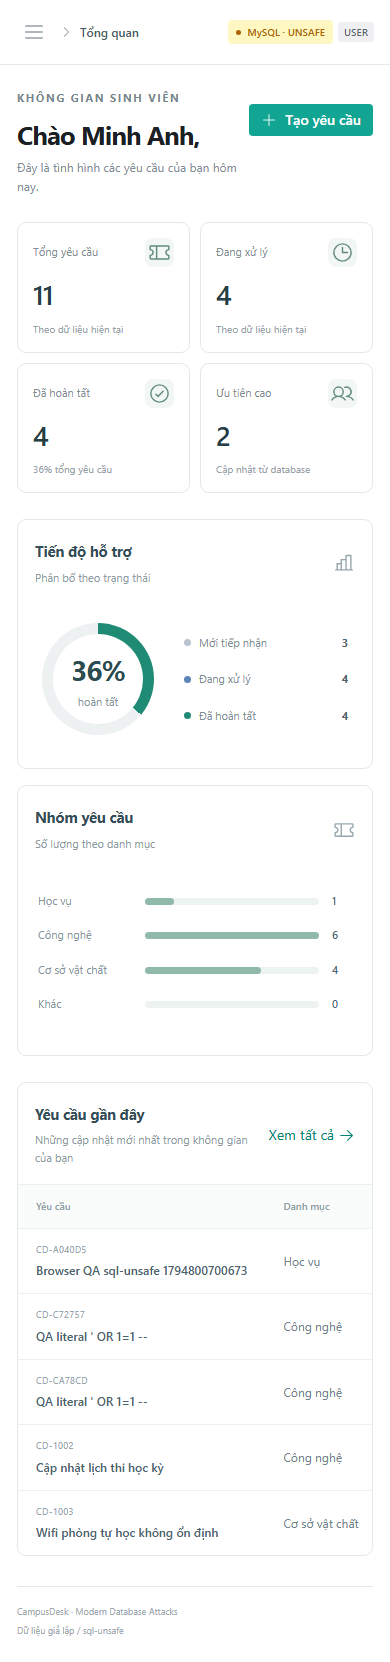 Tổng quan
MySQL · UNSAFE
USER
KHÔNG GIAN SINH VIÊN
Chào Minh Anh,
Tạo yêu cầu
Đây là tình hình các yêu cầu của bạn hôm
nay.
Tổng yêu cầu
11
Theo dữ liệu hiện tại
Đang xử lý
4
Theo dữ liệu hiện tại
Đã hoàn tất
4
36% tổng yêu cầu
Ưu tiên cao
2
Cập nhật từ database
Tiến độ hỗ trợ
Phân bố theo trạng thái
36%
hoàn tất
Mới tiếp nhận 3
Đang xử lý 4
Đã hoàn tất 4
Nhóm yêu cầu
Số lượng theo danh mục
Học vụ 1
Công nghệ 6
Cơ sở vật chất 4
Khác 0
Yêu cầu gần đây
Những cập nhật mới nhất trong không gian
của bạn
Xem tất cả
Yêu cầu Danh mục
CD-A040D5
Browser QA sql-unsafe 1794800700673
Học vụ
CD-C72757
QA literal ' OR 1=1 --
Công nghệ
CD-CA78CD
QA literal ' OR 1=1 --
Công nghệ
CD-1002
Cập nhật lịch thi học kỳ
Công nghệ
CD-1003
Wifi phòng tự học không ổn định
Cơ sở vật chất
CampusDesk · Modern Database Attacks
Dữ liệu giả lập / sql-unsafe